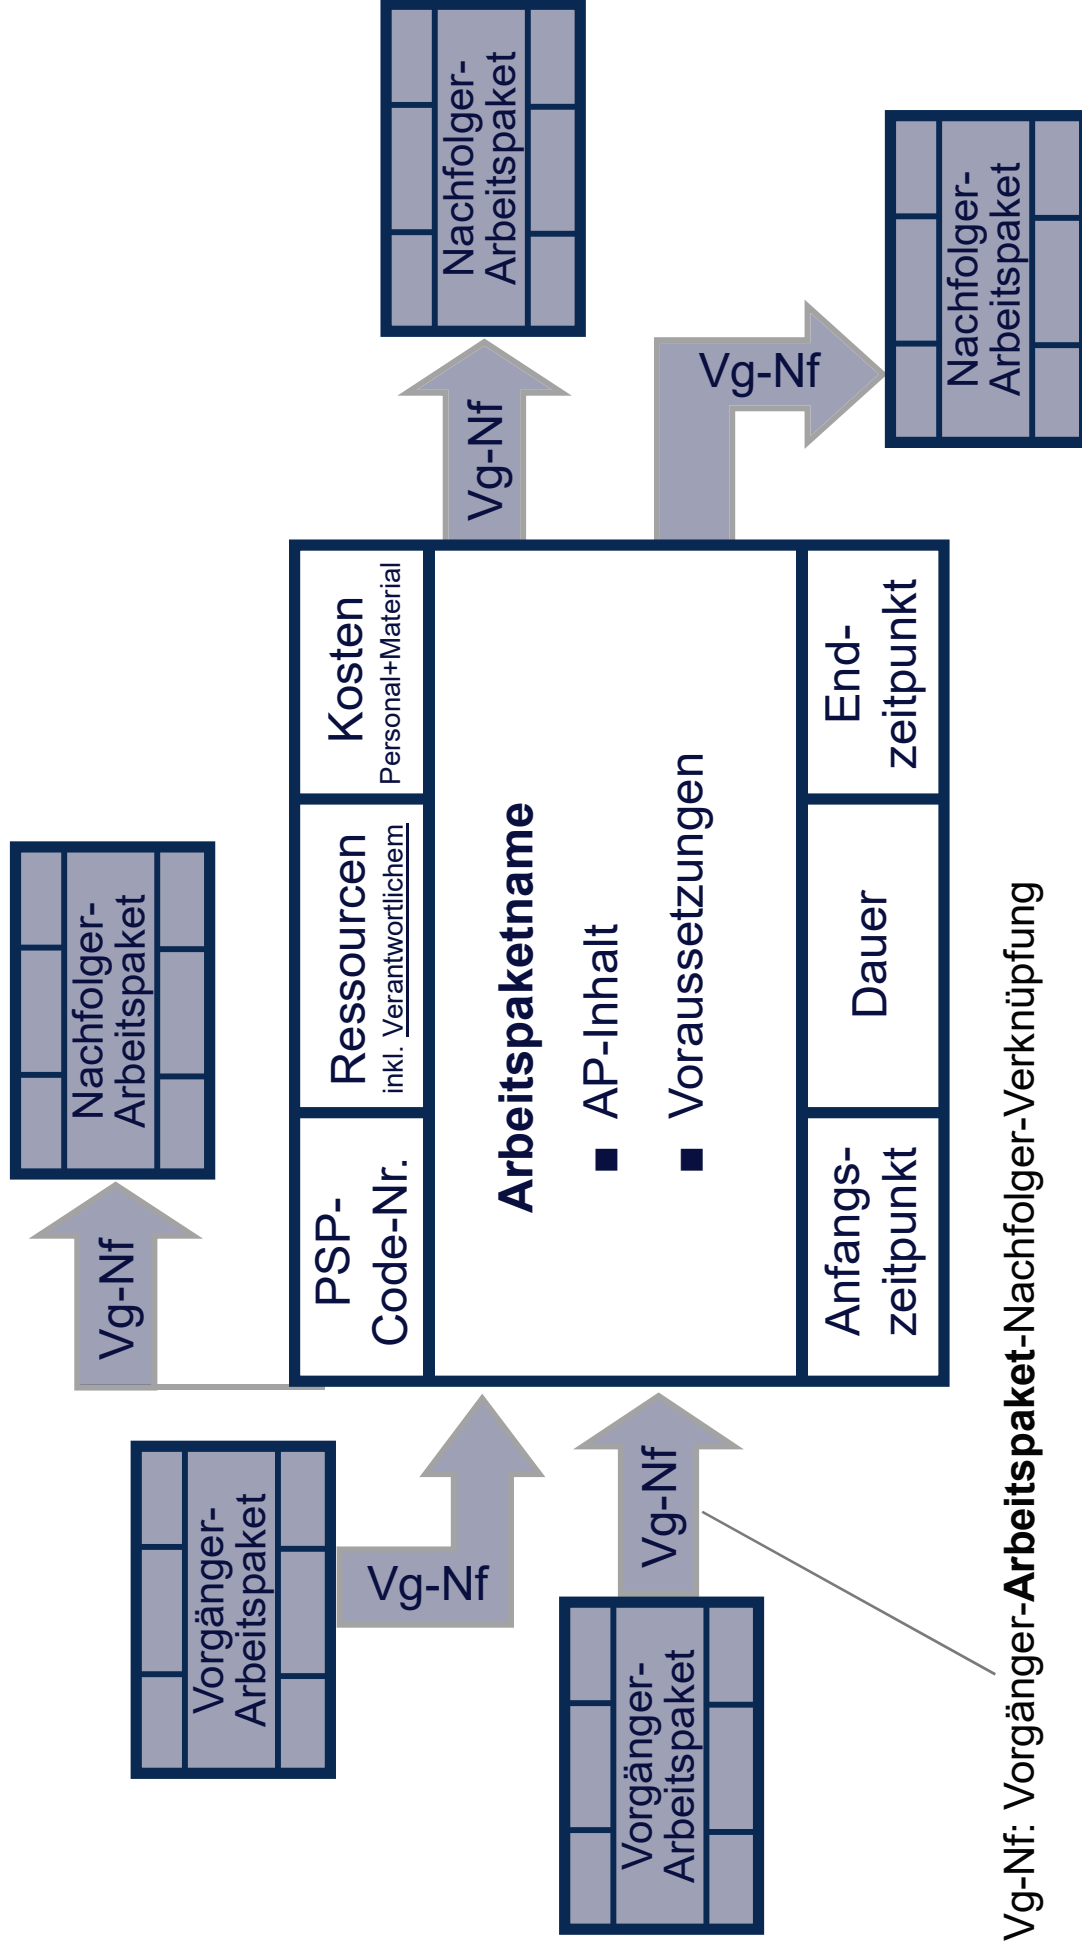 Nachfolger-
Arbeitspaket
Vg-Nf
Vorgänger-
Arbeitspaket
Vg-Nf
PSP-
Code-Nr.
Ressourcen
inkl. Verantwortlichem
Kosten
Personal+Material
Arbeitspaketname
■ AP-Inhalt
■ Voraussetzungen
Anfangs-
zeitpunkt
Dauer
End-
zeitpunkt
Vg-Nf
Nachfolger-
Arbeitspaket
Vorgänger-
Arbeitspaket
Vg-Nf
Vg-Nf
Nachfolger-
Arbeitspaket
Vg-Nf: Vorgänger-Arbeitspaket-Nachfolger-Verknüpfung